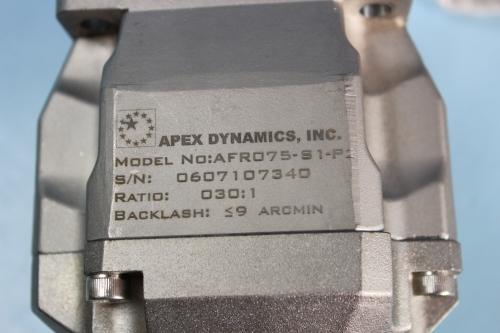 APEX DYNAMICS, INC.
MODEL NO:AFR075-S1-P2
S/N: 0607107340
RATIO: 030:1
BACKLASH: ≤9 ARCMIN